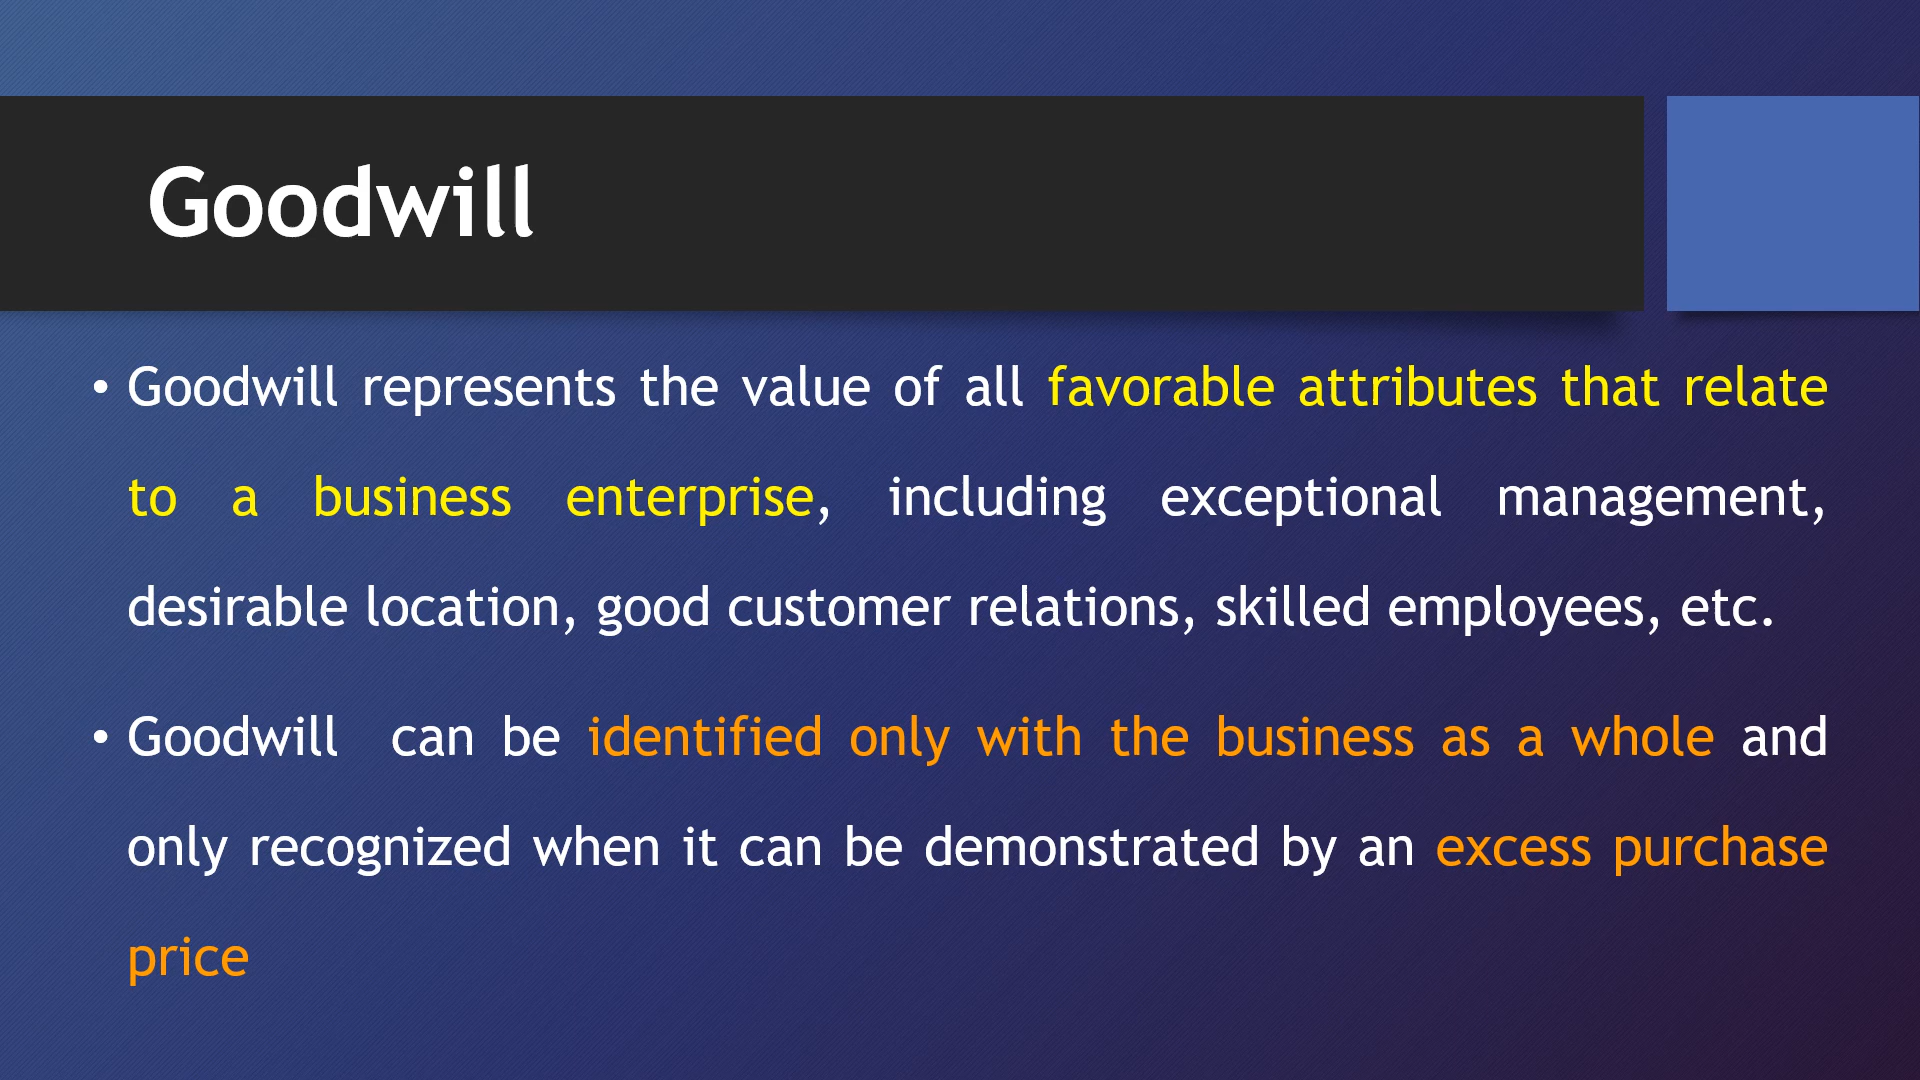 Goodwill
• Goodwill represents the value of all favorable attributes that relate
to a business enterprise, including exceptional management,
desirable location, good customer relations, skilled employees, etc.
• Goodwill can be identified only with the business as a whole and
only recognized when it can be demonstrated by an excess purchase
price